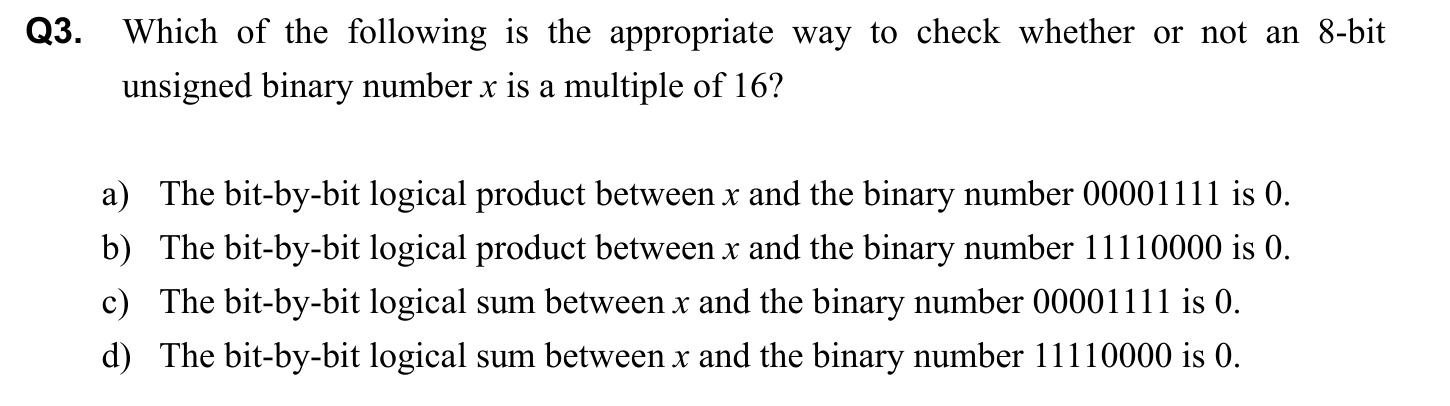 Q3. Which of the following is the appropriate way to check whether or not an 8-bit
unsigned binary number x is a multiple of 16?
a) The bit-by-bit logical product between x and the binary number 00001111 is 0.
b) The bit-by-bit logical product between x and the binary number 11110000 is 0.
c) The bit-by-bit logical sum between x and the binary number 00001111 is 0.
d) The bit-by-bit logical sum between x and the binary number 11110000 is 0.